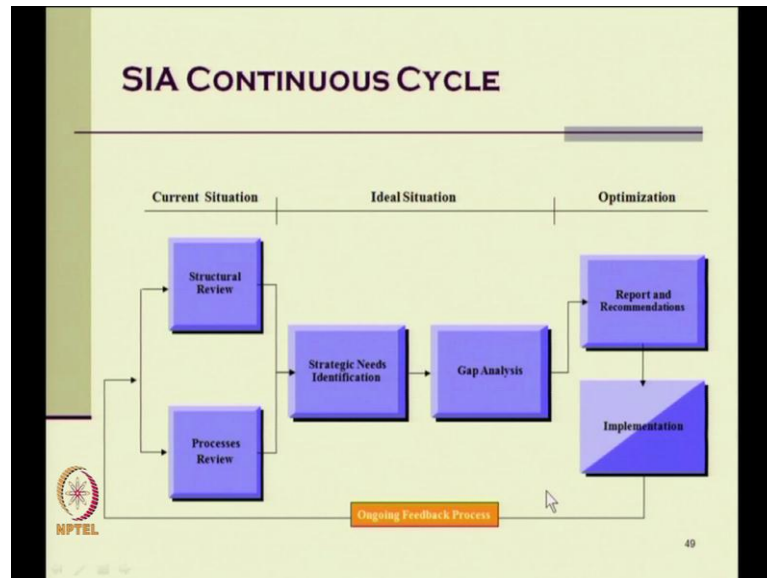 SIA CONTINUOUS CYCLE
Current Situation
Ideal Situation
Optimization
Structural
Review
Processes
Review
Strategic Needs
Identification
Gap Analysis
Report and
Recommendations
Implementation
Ongoing Feedback Process
NPTEL
49